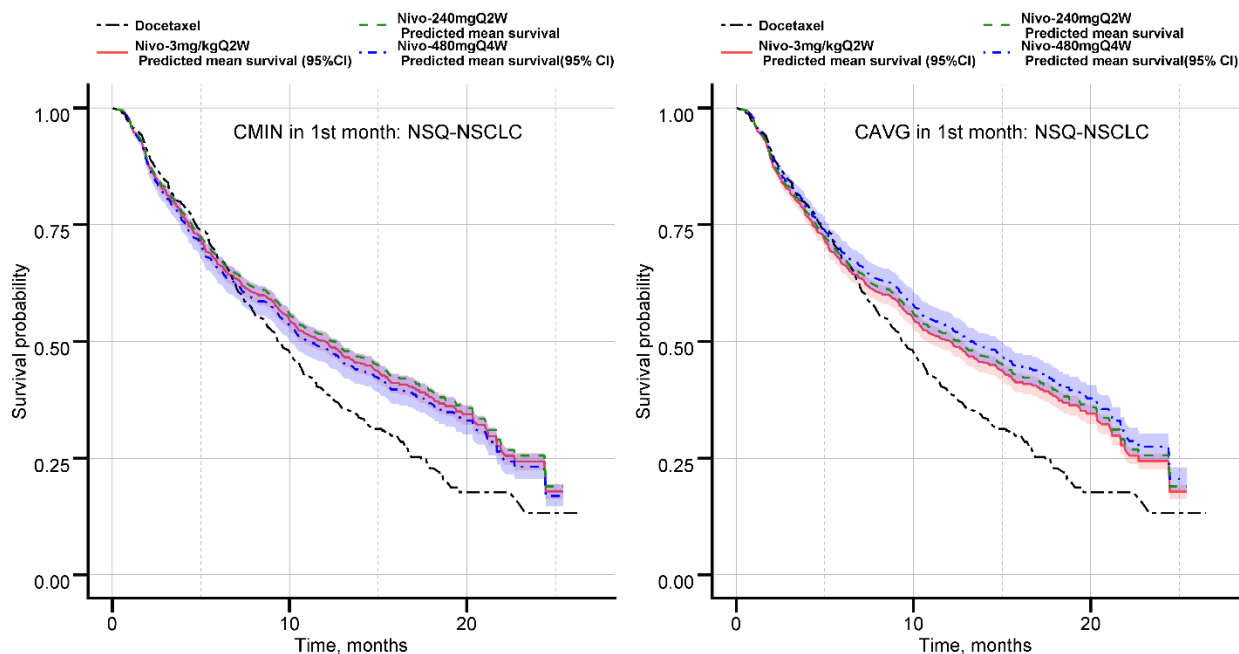 Docetaxel
Nivo-3mg/kgQ2W
Predicted mean survival (95%CI)
Nivo-240mgQ2W
Predicted mean survival
Nivo-480mgQ4W
Predicted mean survival(95% CI)
CMIN in 1st month: NSQ-NSCLC
Survival probability
1.00
0.75
0.50
0.25
0.00
0
10
20
Time, months
Docetaxel
Nivo-3mg/kgQ2W
Predicted mean survival (95%CI)
Nivo-240mgQ2W
Predicted mean survival
Nivo-480mgQ4W
Predicted mean survival(95% CI)
CAVG in 1st month: NSQ-NSCLC
Survival probability
1.00
0.75
0.50
0.25
0.00
0
10
20
Time, months